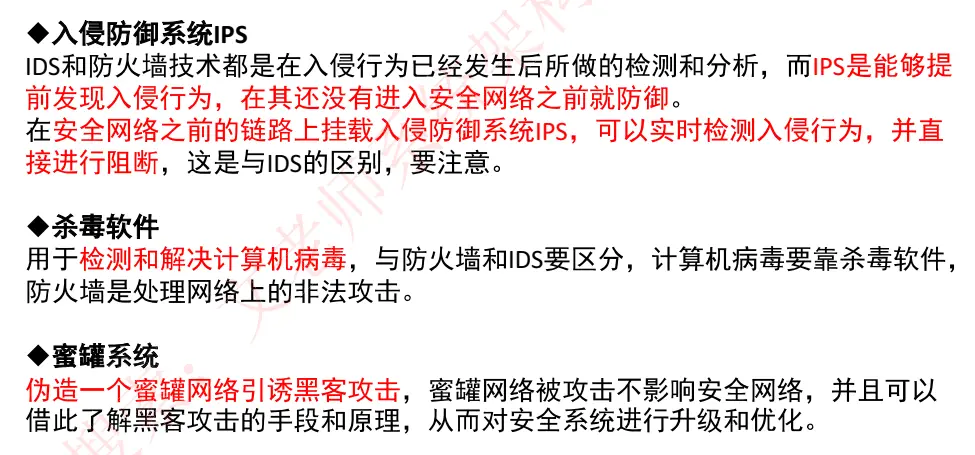 ◆入侵防御系统IPS
IDS和防火墙技术都是在入侵行为已经发生后所做的检测和分析，而IPS是能够提
前发现入侵行为，在其还没有进入安全网络之前就防御。
在安全网络之前的链路上挂载入侵防御系统IPS，可以实时检测入侵行为，并直
接进行阻断，这是与IDS的区别，要注意。
◆杀毒软件
用于检测和解决计算机病毒，与防火墙和IDS要区分，计算机病毒要靠杀毒软件，
防火墙是处理网络上的非法攻击。
◆蜜罐系统
伪造一个蜜罐网络引诱黑客攻击，蜜罐网络被攻击不影响安全网络，并且可以
借此了解黑客攻击的手段和原理，从而对安全系统进行升级和优化。